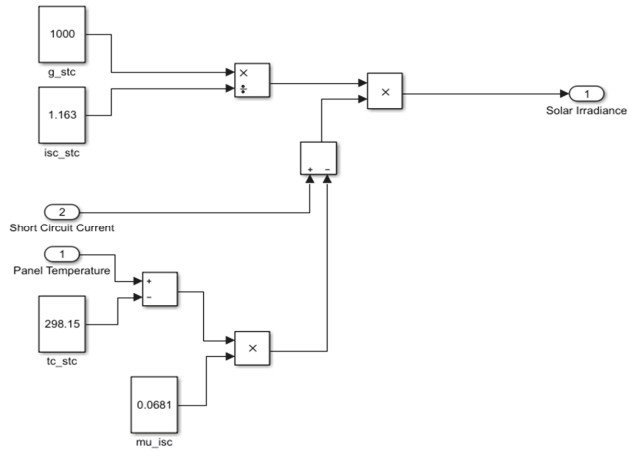 1000
g_stc
×
÷
×
1
Solar Irradiance
1.163
isc_stc
+ −
2
Short Circuit Current
1
Panel Temperature
+
−
298.15
tc_stc
×
0.0681
mu_isc